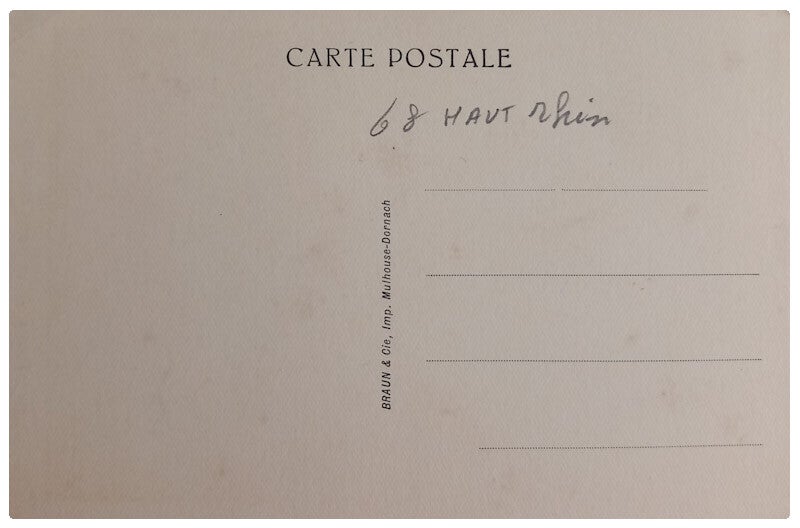 CARTE POSTALE
68 HAUT Rhin
BRAUN & Cie, Imp. Mulhouse-Dornach